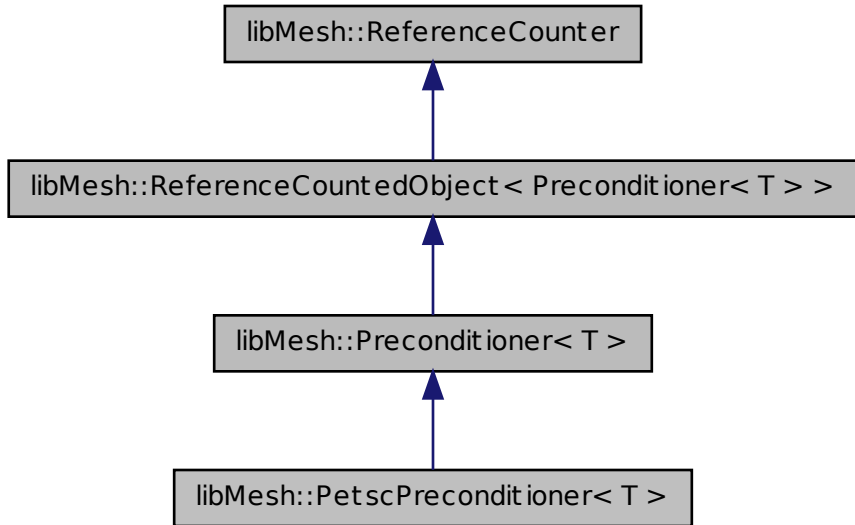 libMesh::ReferenceCounter
libMesh::ReferenceCountedObject< Preconditioner< T > >
libMesh::Preconditioner< T >
libMesh::PetscPreconditioner< T >